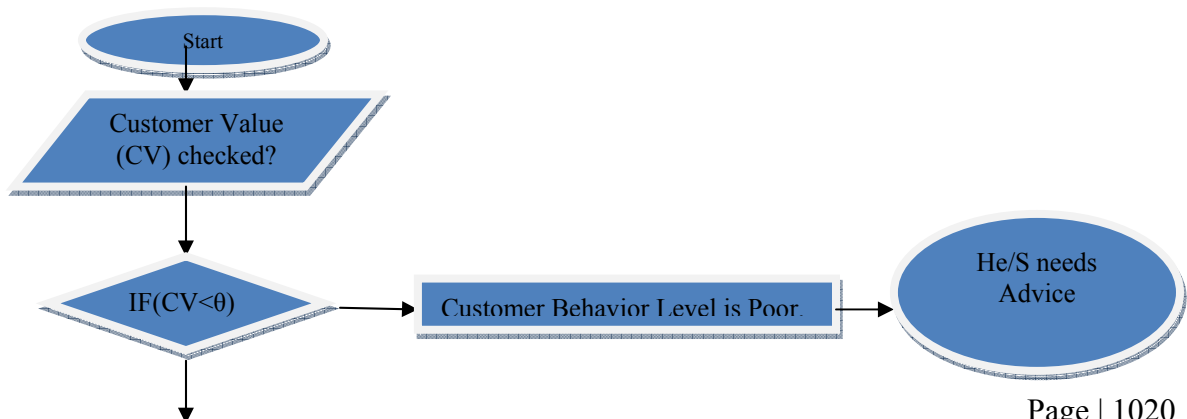 Start
Customer Value
(CV) checked?
IF(CV<θ)
Customer Behavior Level is Poor.
He/S needs
Advice
Page | 1020